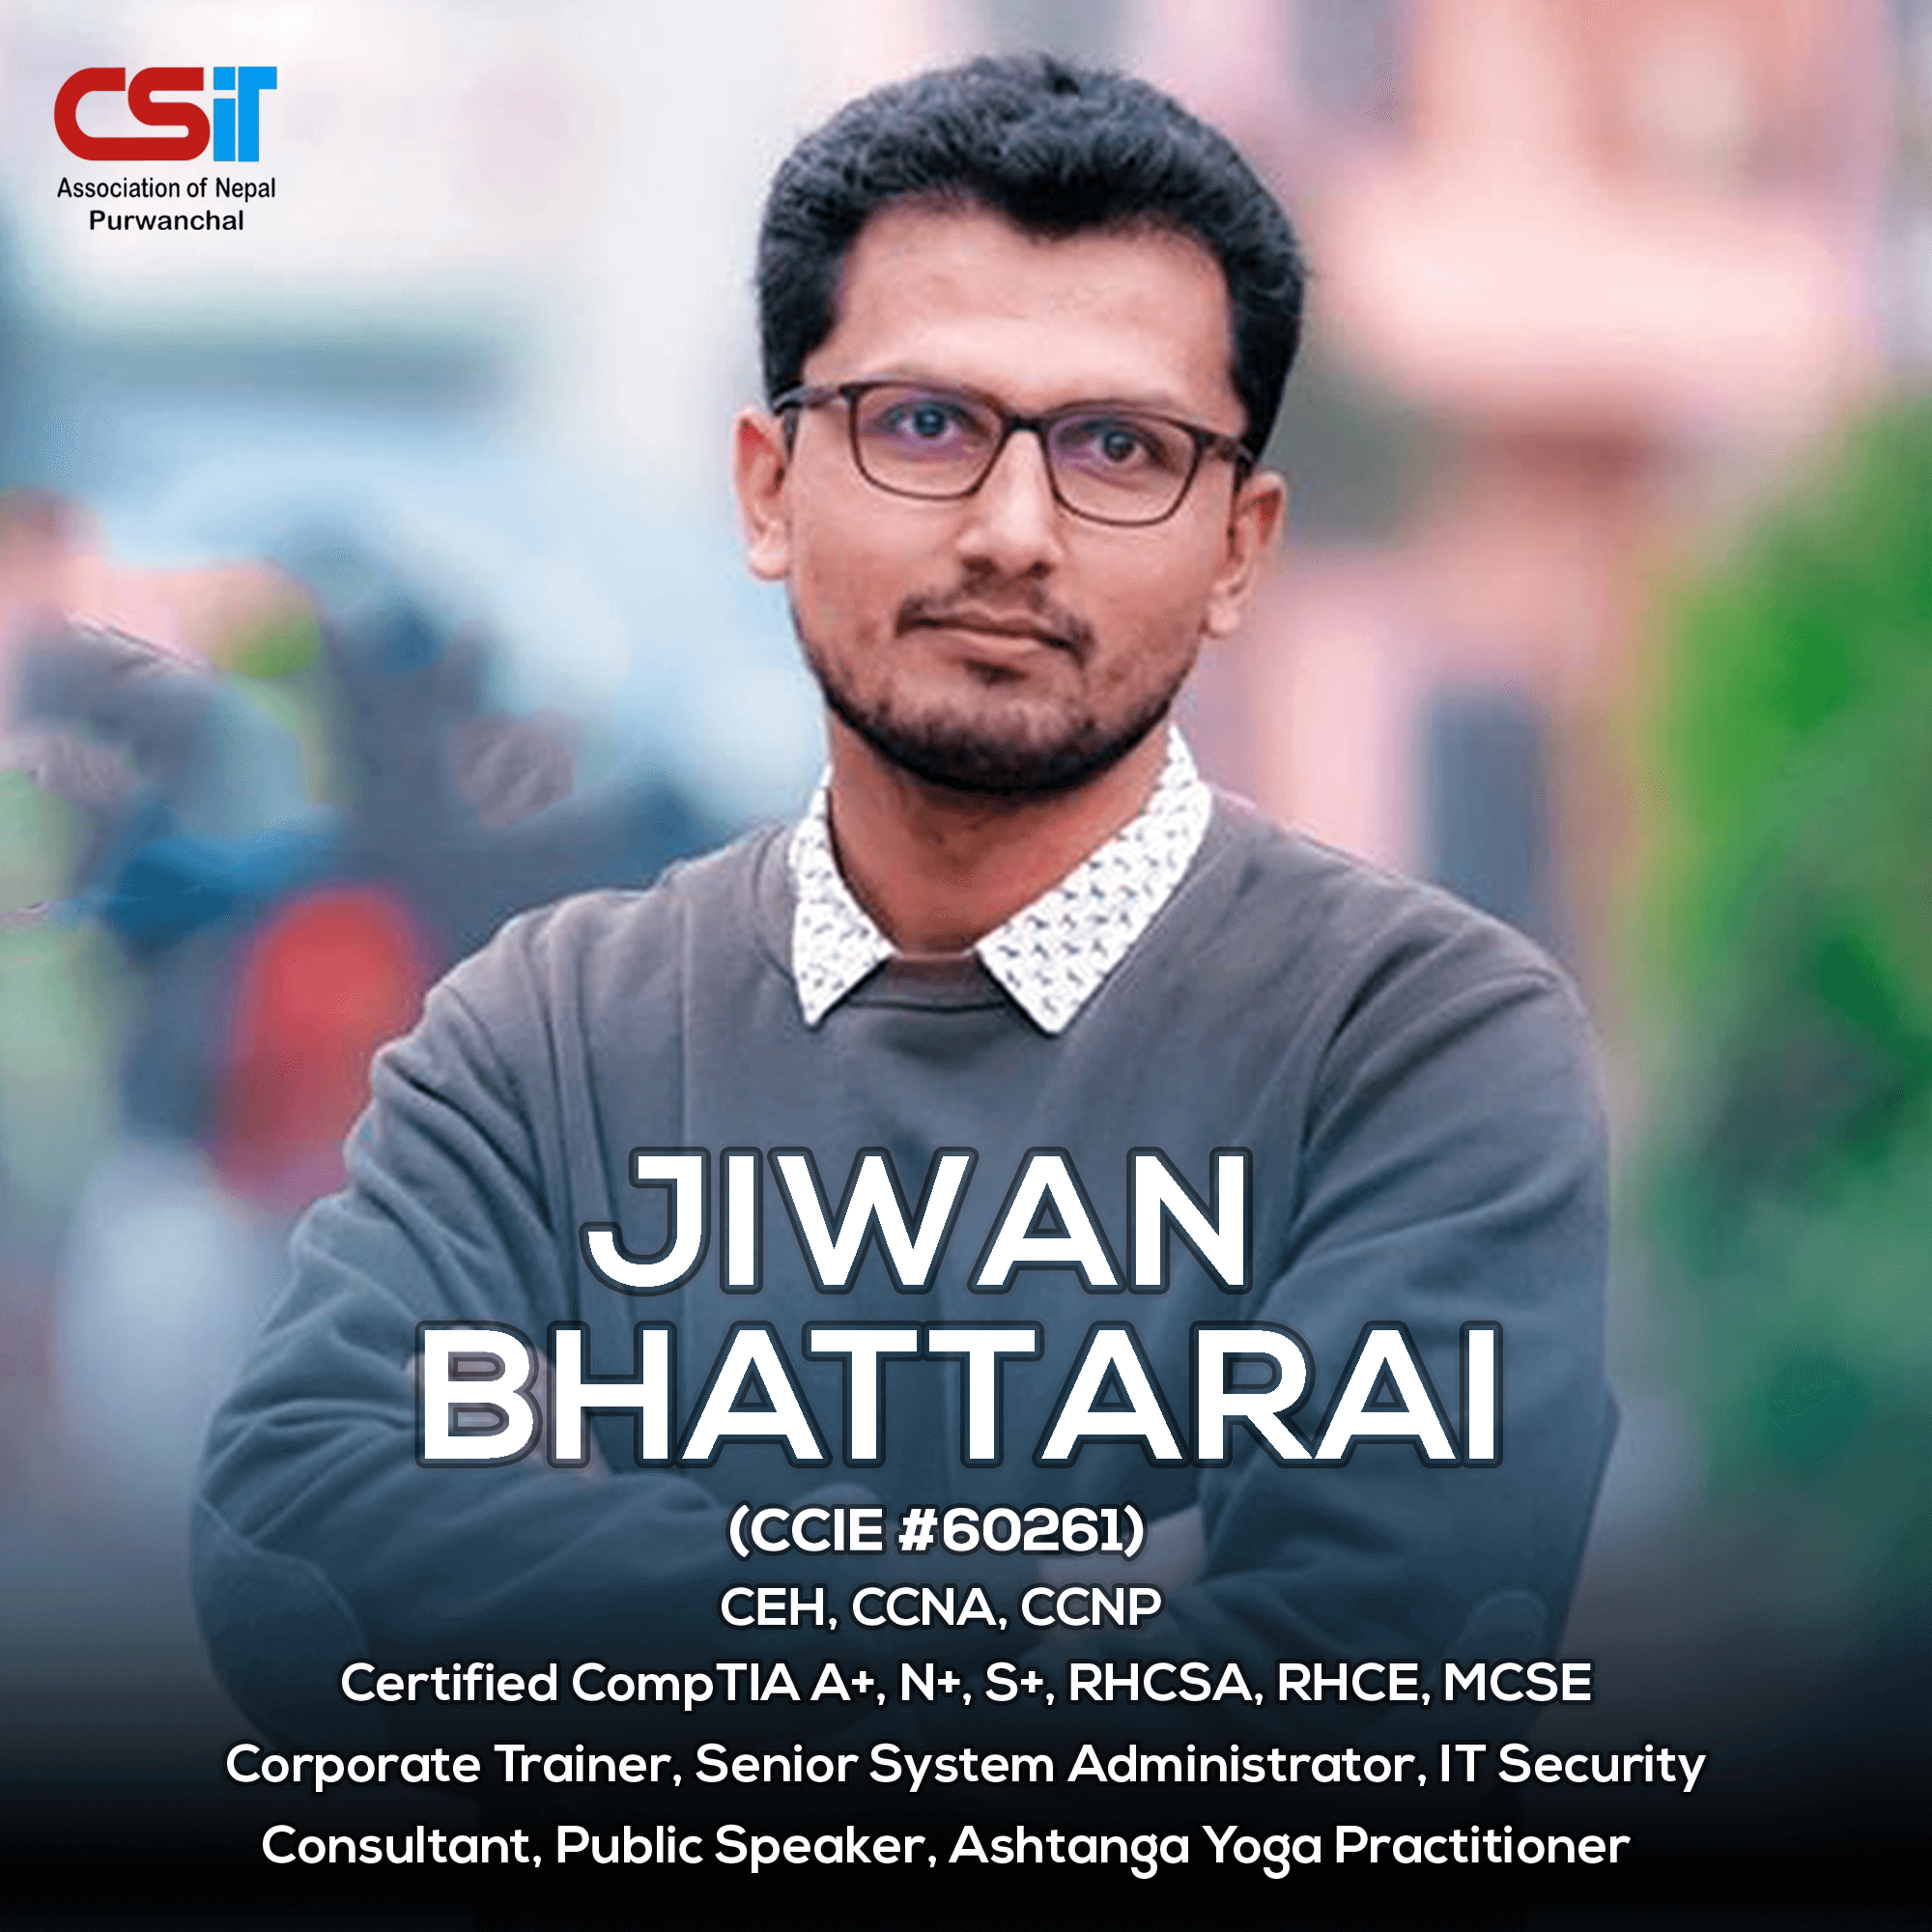 CSiT
Association of Nepal
Purwanchal
JIWAN
BHATTARAI
(CCIE #60261)
CEH, CCNA, CCNP
Certified CompTIA A+, N+, S+, RHCSA, RHCE, MCSE
Corporate Trainer, Senior System Administrator, IT Security
Consultant, Public Speaker, Ashtanga Yoga Practitioner